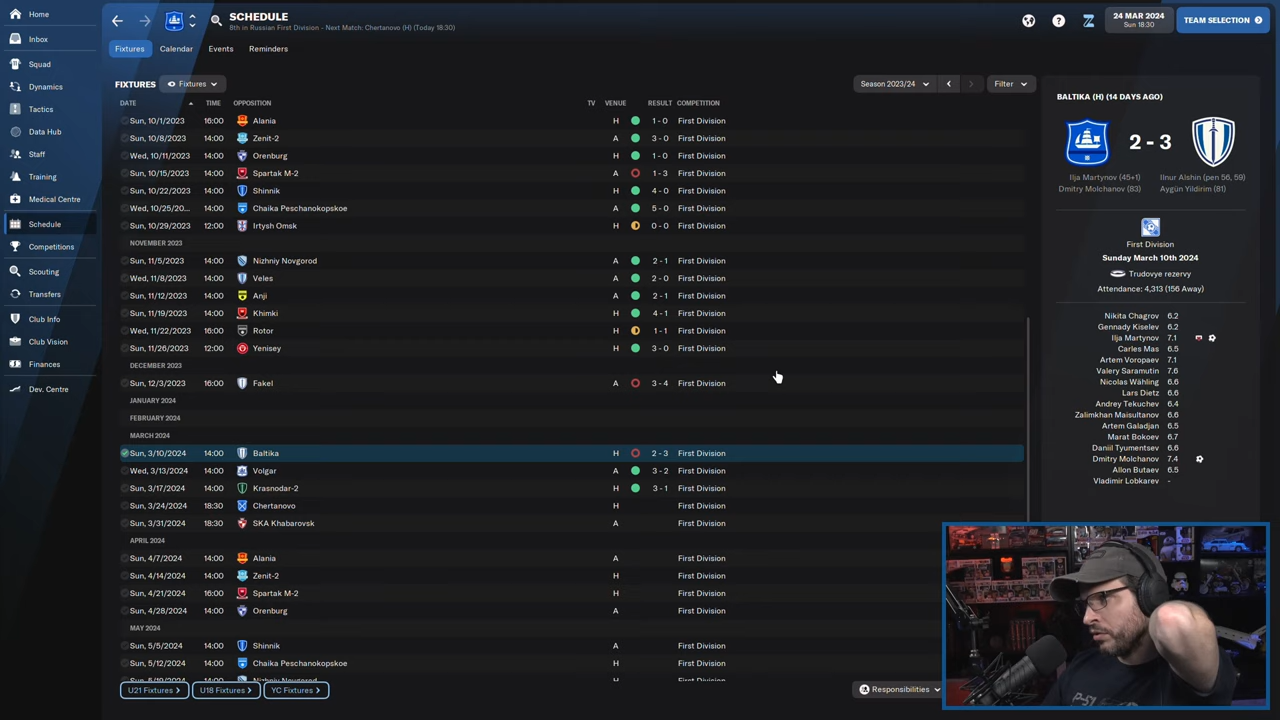 Home
Inbox
Squad
Dynamics
Tactics
Data Hub
Staff
Training
Medical Centre
Schedule
Competitions
Scouting
Transfers
Club Info
Club Vision
Finances
Dev. Centre
SCHEDULE
8th in Russian First Division - Next Match: Chertanovo (H) (Today 18:30)
24 MAR 2024
Sun 18:30
TEAM SELECTION
Fixtures Calendar Events Reminders
FIXTURES Fixtures Season 2023/24 Filter
DATE TIME OPPOSITION TV VENUE RESULT COMPETITION
Sun, 10/1/2023 16:00 Alania H 1 - 0 First Division
Sun, 10/8/2023 14:00 Zenit-2 A 3 - 0 First Division
Wed, 10/11/2023 14:00 Orenburg H 1 - 0 First Division
Sun, 10/15/2023 14:00 Spartak M-2 A 1 - 3 First Division
Sun, 10/22/2023 14:00 Shinnik H 4 - 0 First Division
Wed, 10/25/20... 14:00 Chaika Peschanokopskoe A 5 - 0 First Division
Sun, 10/29/2023 12:00 Irtysh Omsk H 0 - 0 First Division
NOVEMBER 2023
Sun, 11/5/2023 14:00 Nizhniy Novgorod A 2 - 1 First Division
Wed, 11/8/2023 14:00 Veles A 2 - 0 First Division
Sun, 11/12/2023 14:00 Anji A 2 - 1 First Division
Sun, 11/19/2023 14:00 Khimki H 4 - 1 First Division
Wed, 11/22/2023 16:00 Rotor H 1 - 1 First Division
Sun, 11/26/2023 12:00 Yenisey H 3 - 0 First Division
DECEMBER 2023
Sun, 12/3/2023 16:00 Fakel A 3 - 4 First Division
JANUARY 2024
FEBRUARY 2024
MARCH 2024
Sun, 3/10/2024 14:00 Baltika H 2 - 3 First Division
Wed, 3/13/2024 14:00 Volgar A 3 - 2 First Division
Sun, 3/17/2024 14:00 Krasnodar-2 H 3 - 1 First Division
Sun, 3/24/2024 18:30 Chertanovo H First Division
Sun, 3/31/2024 18:30 SKA Khabarovsk A First Division
APRIL 2024
Sun, 4/7/2024 14:00 Alania A First Division
Sun, 4/14/2024 14:00 Zenit-2 H First Division
Sun, 4/21/2024 16:00 Spartak M-2 H First Division
Sun, 4/28/2024 14:00 Orenburg A First Division
MAY 2024
Sun, 5/5/2024 14:00 Shinnik A First Division
Sun, 5/12/2024 14:00 Chaika Peschanokopskoe H First Division
Sun, 5/19/2024 14:00 Nizhniy Novgorod H First Division
U21 Fixtures U18 Fixtures YC Fixtures
Responsibilities
BALTIKA (H) (14 DAYS AGO)
2 - 3
Ilja Martynov (45+1) Ilnur Alshin (pen 56, 59)
Dmitry Molchanov (83) Aygün Yildirim (81)
First Division
Sunday March 10th 2024
Trudovye rezervy
Attendance: 4,313 (156 Away)
Nikita Chagrov 6.2
Gennady Kiselev 6.2
Ilja Martynov 7.1
Carles Mas 6.5
Artem Voropaev 7.1
Valery Saramutin 7.6
Nicolas Wähling 6.6
Lars Dietz 6.6
Andrey Tekuchev 6.4
Zalimkhan Maisultanov 6.6
Artem Galadjan 6.5
Marat Bokoev 6.7
Daniil Tyumentsev 6.6
Dmitry Molchanov 7.4
Allon Butaev 6.5
Vladimir Lobkarev -